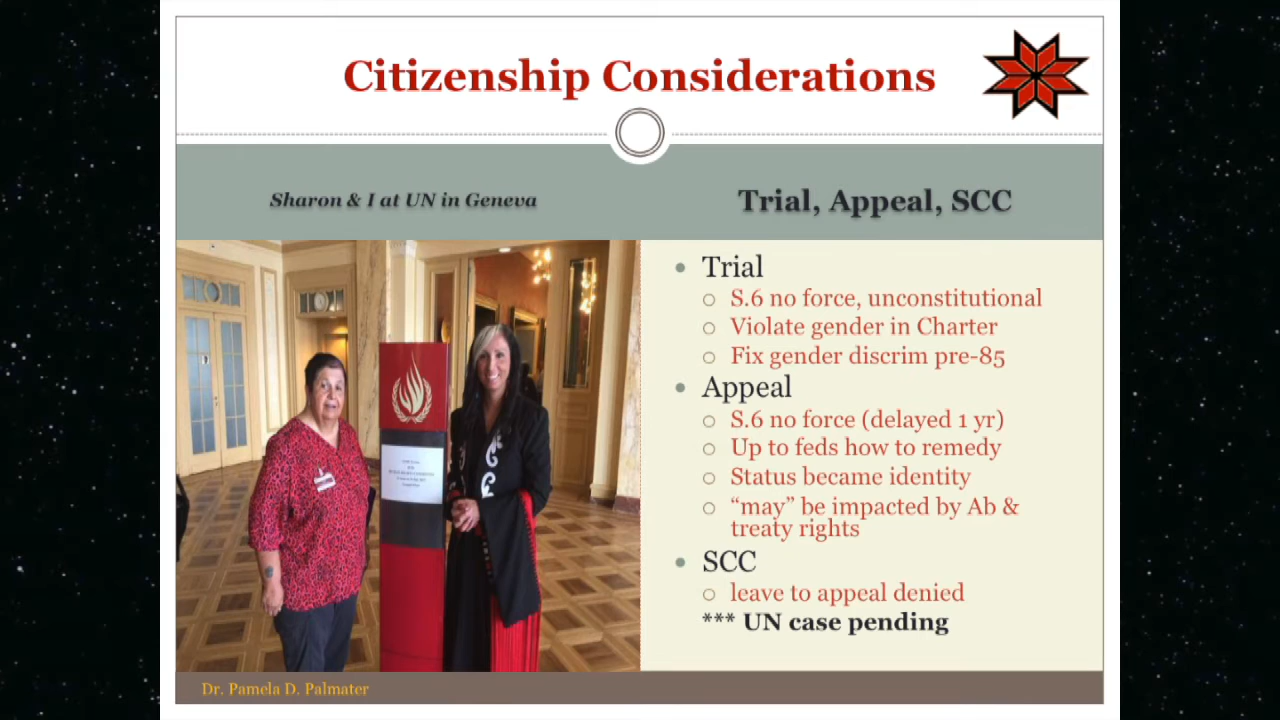 Citizenship Considerations
Sharon & I at UN in Geneva
Trial, Appeal, SCC
Trial
S.6 no force, unconstitutional
Violate gender in Charter
Fix gender discrim pre-85
Appeal
S.6 no force (delayed 1 yr)
Up to feds how to remedy
Status became identity
“may” be impacted by Ab &
treaty rights
SCC
leave to appeal denied
*** UN case pending
Dr. Pamela D. Palmater